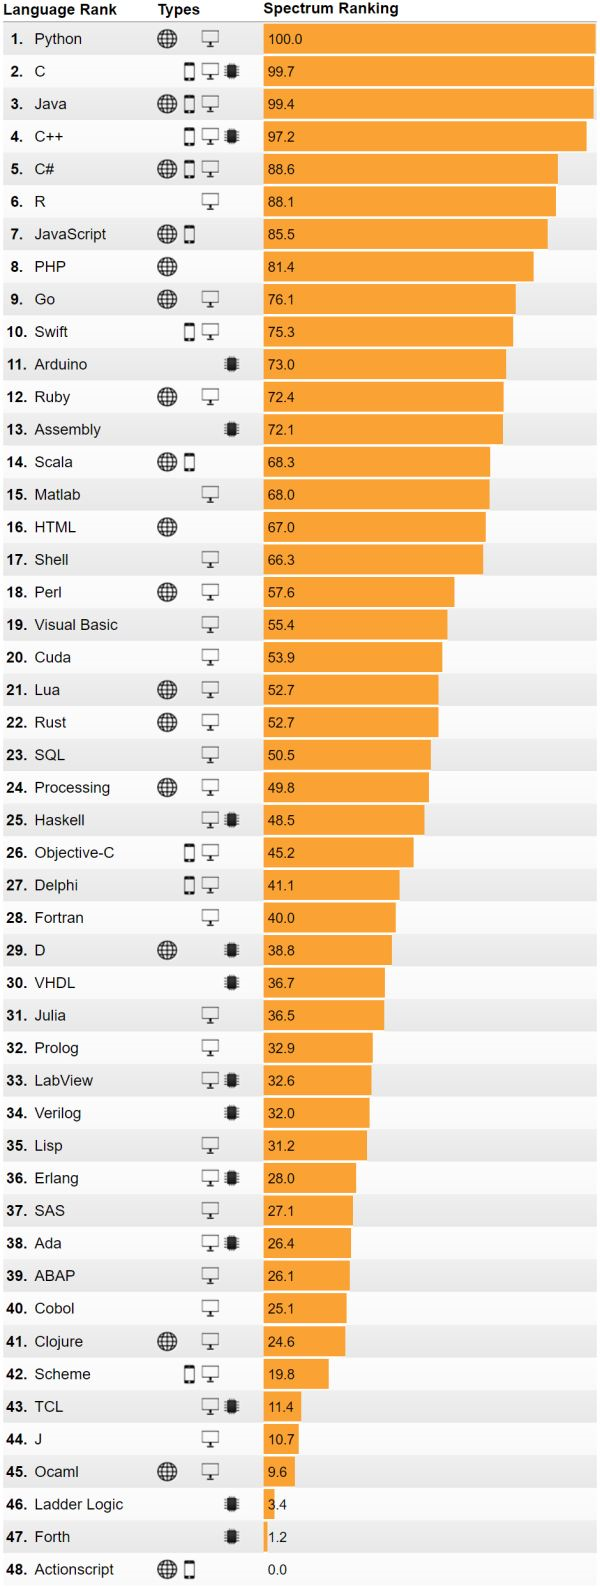 Language Rank Types Spectrum Ranking
1. Python 100.0
2. C 99.7
3. Java 99.4
4. C++ 97.2
5. C# 88.6
6. R 88.1
7. JavaScript 85.5
8. PHP 81.4
9. Go 76.1
10. Swift 75.3
11. Arduino 73.0
12. Ruby 72.4
13. Assembly 72.1
14. Scala 68.3
15. Matlab 68.0
16. HTML 67.0
17. Shell 66.3
18. Perl 57.6
19. Visual Basic 55.4
20. Cuda 53.9
21. Lua 52.7
22. Rust 52.7
23. SQL 50.5
24. Processing 49.8
25. Haskell 48.5
26. Objective-C 45.2
27. Delphi 41.1
28. Fortran 40.0
29. D 38.8
30. VHDL 36.7
31. Julia 36.5
32. Prolog 32.9
33. LabView 32.6
34. Verilog 32.0
35. Lisp 31.2
36. Erlang 28.0
37. SAS 27.1
38. Ada 26.4
39. ABAP 26.1
40. Cobol 25.1
41. Clojure 24.6
42. Scheme 19.8
43. TCL 11.4
44. J 10.7
45. Ocaml 9.6
46. Ladder Logic 3.4
47. Forth 1.2
48. Actionscript 0.0